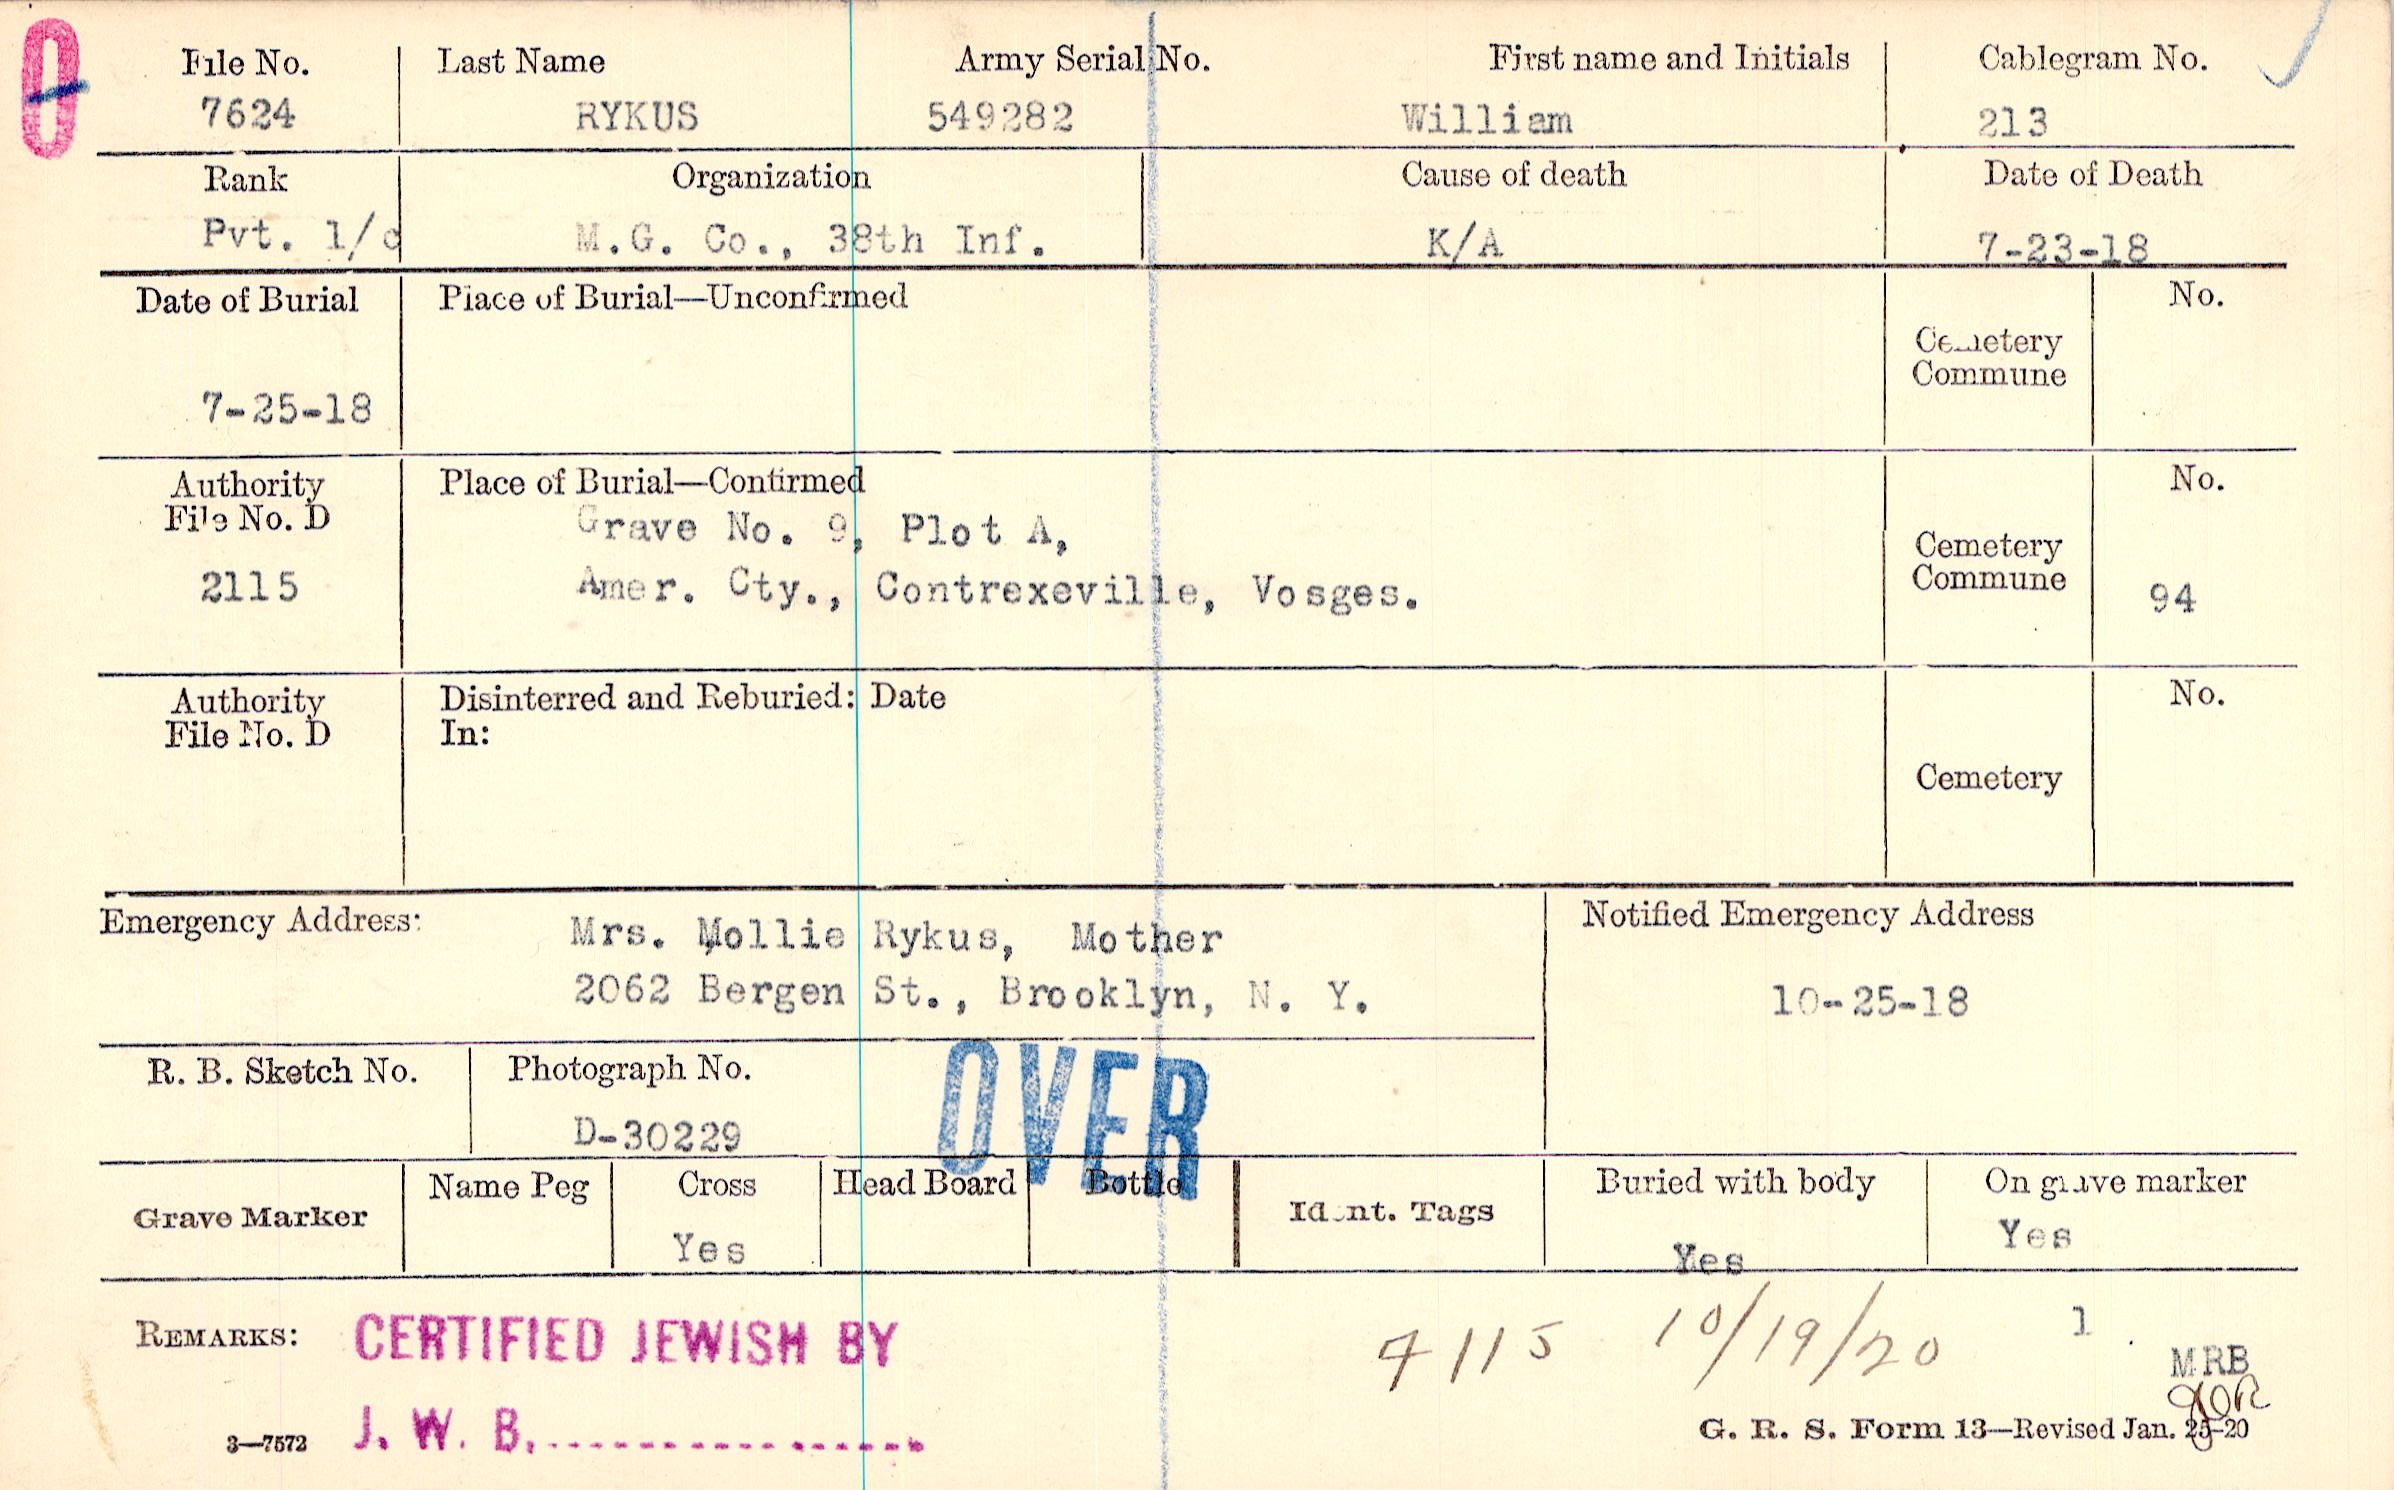 File No. Last Name Army Serial No. First name and Initials Cablegram No.
7624 RYKUS 549282 William 213
Rank Organization Cause of death Date of Death
Pvt. 1/c M.G. Co., 38th Inf. K/A 7-23-18
Date of Burial Place of Burial—Unconfirmed No.
Cemetery
Commune
7-25-18
Authority Place of Burial—Confirmed No.
File No. D
Grave No. 9, Plot A,
Cemetery
Commune
2115 Amer. Cty., Contrexeville, Vosges. 94
Authority Disinterred and Reburied: Date No.
File No. D In:
Cemetery
Emergency Address: Mrs. Mollie Rykus, Mother Notified Emergency Address
2062 Bergen St., Brooklyn, N. Y. 10-25-18
R. B. Sketch No. Photograph No.
OVER
D-30229
Grave Marker Name Peg Cross Head Board Bottle Ident. Tags Buried with body On grave marker
Yes Yes Yes
REMARKS: CERTIFIED JEWISH BY 4115 10/19/20 1
MRB
J. W. B.
3—7572 G. R. S. Form 13—Revised Jan. 25-20